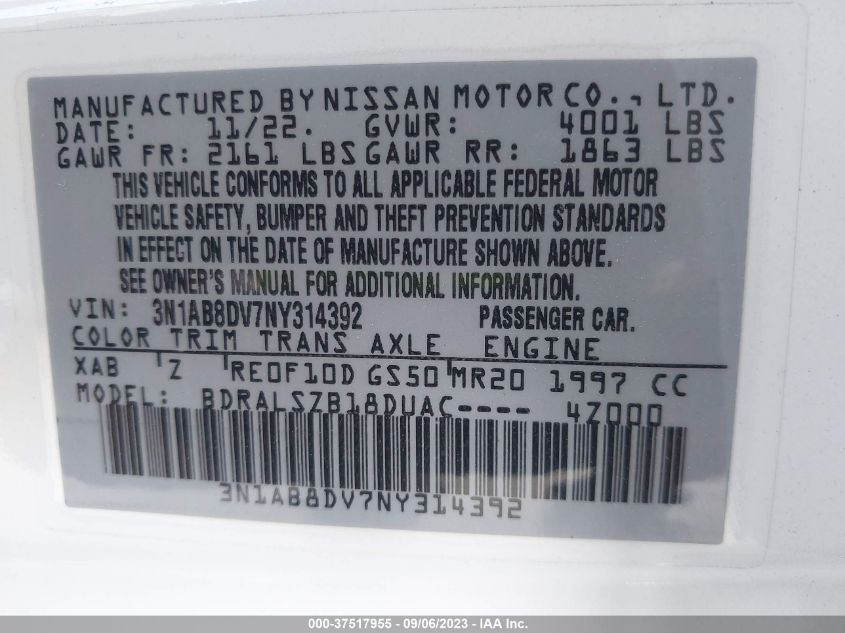 MANUFACTURED BY NISSAN MOTOR CO., LTD.
DATE: 11/22. GVWR: 4001 LBS
GAWR FR: 2161 LBS GAWR RR: 1863 LBS
THIS VEHICLE CONFORMS TO ALL APPLICABLE FEDERAL MOTOR
VEHICLE SAFETY, BUMPER AND THEFT PREVENTION STANDARDS
IN EFFECT ON THE DATE OF MANUFACTURE SHOWN ABOVE.
SEE OWNER'S MANUAL FOR ADDITIONAL INFORMATION.
VIN: 3N1AB8DV7NY314392 PASSENGER CAR.
COLOR TRIM TRANS AXLE ENGINE
XAB Z RE0F10D GS50 MR20 1997 CC
MODEL: BDRALSZB18DUAC---- 4Z000
3N1AB8DV7NY314392
000-37517955 - 09/06/2023 - IAA Inc.